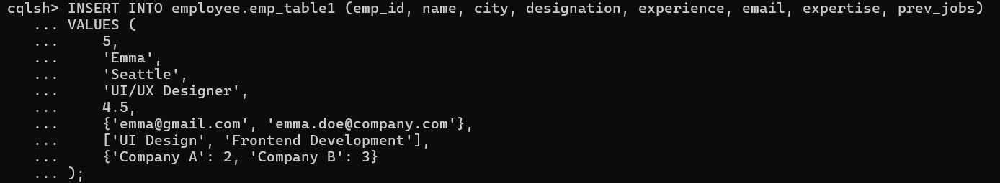 cqlsh> INSERT INTO employee.emp_table1 (emp_id, name, city, designation, experience, email, expertise, prev_jobs)
   ... VALUES (
   ...     5,
   ...     'Emma',
   ...     'Seattle',
   ...     'UI/UX Designer',
   ...     4.5,
   ...     {'emma@gmail.com', 'emma.doe@company.com'},
   ...     ['UI Design', 'Frontend Development'],
   ...     {'Company A': 2, 'Company B': 3}
   ... );